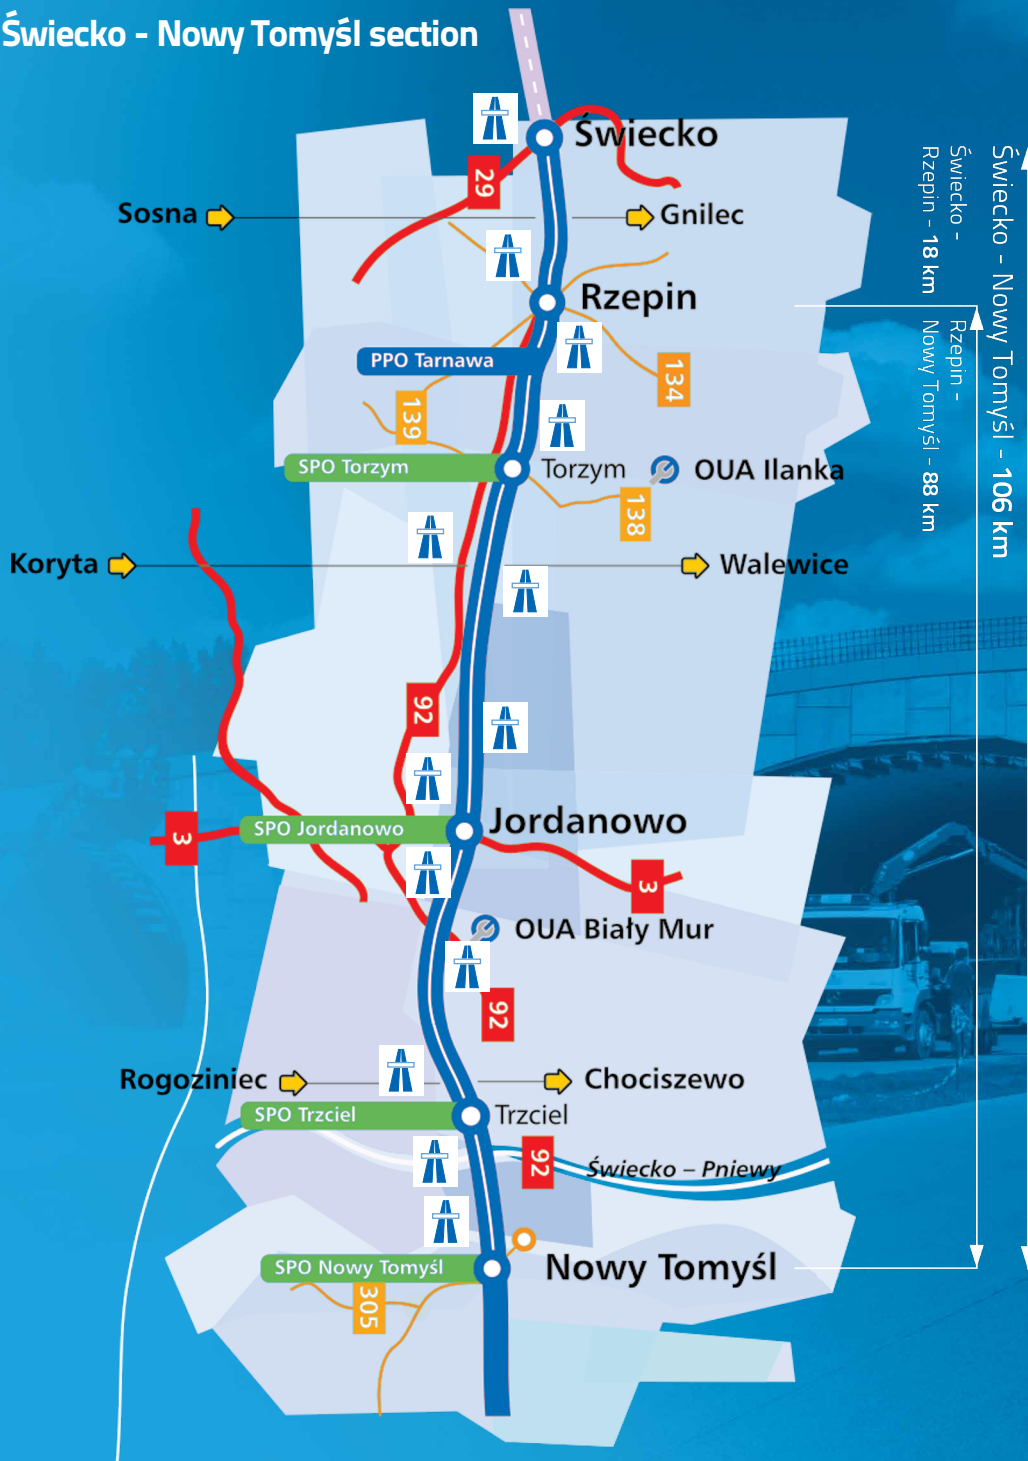 Świecko - Nowy Tomyśl section
Świecko
29
Sosna
Gnilec
Rzepin
PPO Tarnawa
134
139
SPO Torzym
Torzym
OUA Ilanka
138
Koryta
Walewice
92
Jordanowo
SPO Jordanowo
3
3
OUA Biały Mur
92
Rogoziniec
Chociszewo
SPO Trzciel
Trzciel
92
Świecko – Pniewy
SPO Nowy Tomyśl
Nowy Tomyśl
305
Świecko - Nowy Tomyśl - 106 km
Świecko -
Rzepin - 18 km
Rzepin -
Nowy Tomyśl - 88 km